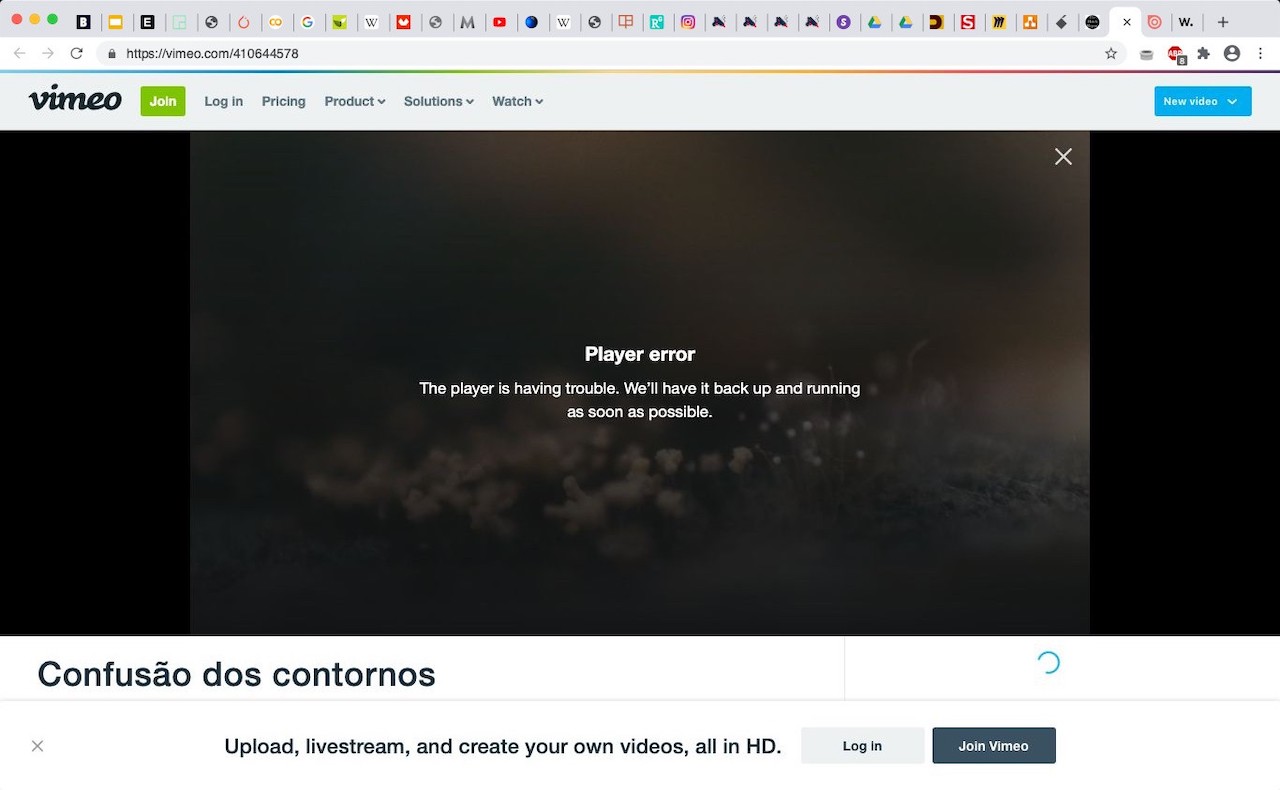 https://vimeo.com/410644578
ABP
8
vimeo
Join
Log in
Pricing
Product
Solutions
Watch
New video
Player error
The player is having trouble. We’ll have it back up and running
as soon as possible.
Confusão dos contornos
Upload, livestream, and create your own videos, all in HD.
Log in
Join Vimeo